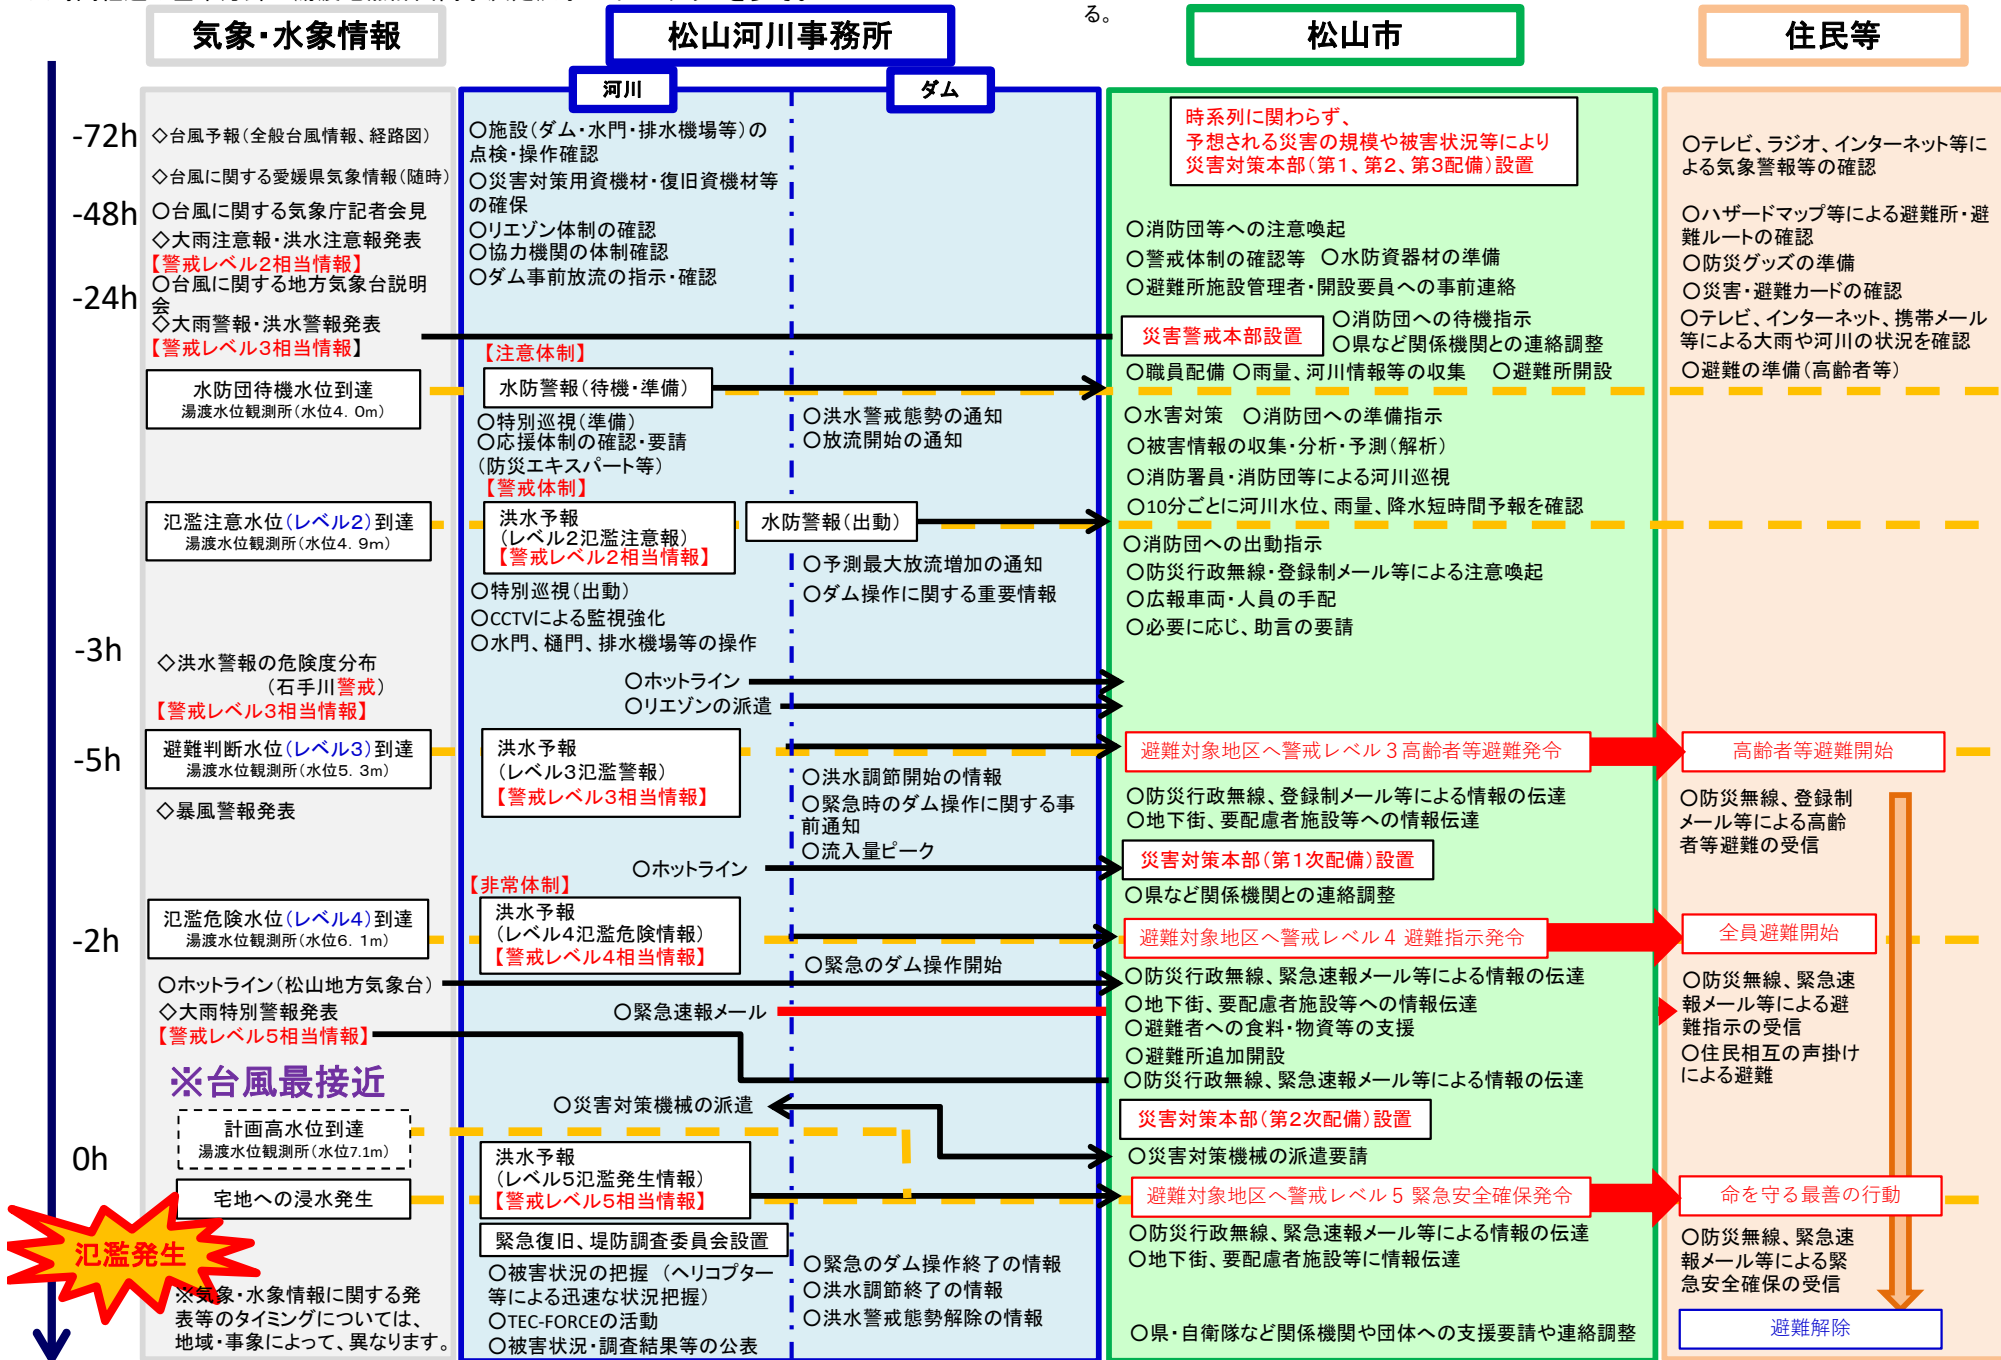 る。
気象・水象情報
松山河川事務所
松山市
住民等
河川
ダム
-72h
-48h
-24h
-3h
-5h
-2h
0h
◇台風予報(全般台風情報、経路図)
◇台風に関する愛媛県気象情報(随時)
〇台風に関する気象庁記者会見
◇大雨注意報・洪水注意報発表
【警戒レベル2相当情報】
〇台風に関する地方気象台説明
会
◇大雨警報・洪水警報発表
【警戒レベル3相当情報】
水防団待機水位到達
湯渡水位観測所(水位4. 0m)
氾濫注意水位(レベル2)到達
湯渡水位観測所(水位4. 9m)
◇洪水警報の危険度分布
(石手川警戒)
【警戒レベル3相当情報】
避難判断水位(レベル3)到達
湯渡水位観測所(水位5. 3m)
◇暴風警報発表
氾濫危険水位(レベル4)到達
湯渡水位観測所(水位6. 1m)
〇ホットライン(松山地方気象台)
◇大雨特別警報発表
【警戒レベル5相当情報】
※台風最接近
計画高水位到達
湯渡水位観測所(水位7.1m)
宅地への浸水発生
氾濫発生
※気象・水象情報に関する発
表等のタイミングについては、
地域・事象によって、異なります。
〇施設(ダム・水門・排水機場等)の
点検・操作確認
〇災害対策用資機材・復旧資機材等
の確保
〇リエゾン体制の確認
〇協力機関の体制確認
〇ダム事前放流の指示・確認
【注意体制】
水防警報(待機・準備)
〇特別巡視(準備)
〇応援体制の確認・要請
(防災エキスパート等)
【警戒体制】
洪水予報
(レベル2氾濫注意報)
【警戒レベル2相当情報】
〇特別巡視(出動)
〇CCTVによる監視強化
〇水門、樋門、排水機場等の操作
〇ホットライン
〇リエゾンの派遣
洪水予報
(レベル3氾濫警報)
【警戒レベル3相当情報】
〇ホットライン
【非常体制】
洪水予報
(レベル4氾濫危険情報)
【警戒レベル4相当情報】
〇緊急速報メール
〇災害対策機械の派遣
洪水予報
(レベル5氾濫発生情報)
【警戒レベル5相当情報】
緊急復旧、堤防調査委員会設置
〇被害状況の把握 (ヘリコプター
等による迅速な状況把握)
〇TEC-FORCEの活動
〇被害状況・調査結果等の公表
〇洪水警戒態勢の通知
〇放流開始の通知
水防警報(出動)
〇予測最大放流増加の通知
〇ダム操作に関する重要情報
〇洪水調節開始の情報
〇緊急時のダム操作に関する事
前通知
〇流入量ピーク
〇緊急のダム操作開始
〇緊急のダム操作終了の情報
〇洪水調節終了の情報
〇洪水警戒態勢解除の情報
時系列に関わらず、
予想される災害の規模や被害状況等により
災害対策本部(第1、第2、第3配備)設置
〇消防団等への注意喚起
〇警戒体制の確認等 〇水防資器材の準備
〇避難所施設管理者・開設要員への事前連絡
災害警戒本部設置
〇消防団への待機指示
〇県など関係機関との連絡調整
〇職員配備 〇雨量、河川情報等の収集 〇避難所開設
〇水害対策 〇消防団への準備指示
〇被害情報の収集・分析・予測(解析)
〇消防署員・消防団等による河川巡視
〇10分ごとに河川水位、雨量、降水短時間予報を確認
〇消防団への出動指示
〇防災行政無線・登録制メール等による注意喚起
〇広報車両・人員の手配
〇必要に応じ、助言の要請
避難対象地区へ警戒レベル3高齢者等避難発令
〇防災行政無線、登録制メール等による情報の伝達
〇地下街、要配慮者施設等への情報伝達
災害対策本部(第1次配備)設置
〇県など関係機関との連絡調整
避難対象地区へ警戒レベル4 避難指示発令
〇防災行政無線、緊急速報メール等による情報の伝達
〇地下街、要配慮者施設等への情報伝達
〇避難者への食料・物資等の支援
〇避難所追加開設
〇防災行政無線、緊急速報メール等による情報の伝達
災害対策本部(第2次配備)設置
〇災害対策機械の派遣要請
避難対象地区へ警戒レベル5 緊急安全確保発令
〇防災行政無線、緊急速報メール等による情報の伝達
〇地下街、要配慮者施設等に情報伝達
〇県・自衛隊など関係機関や団体への支援要請や連絡調整
〇テレビ、ラジオ、インターネット等に
よる気象警報等の確認
〇ハザードマップ等による避難所・避
難ルートの確認
〇防災グッズの準備
〇災害・避難カードの確認
〇テレビ、インターネット、携帯メール
等による大雨や河川の状況を確認
〇避難の準備(高齢者等)
高齢者等避難開始
〇防災無線、登録制
メール等による高齢
者等避難の受信
全員避難開始
〇防災無線、緊急速
報メール等による避
難指示の受信
〇住民相互の声掛け
による避難
命を守る最善の行動
〇防災無線、緊急速
報メール等による緊
急安全確保の受信
避難解除